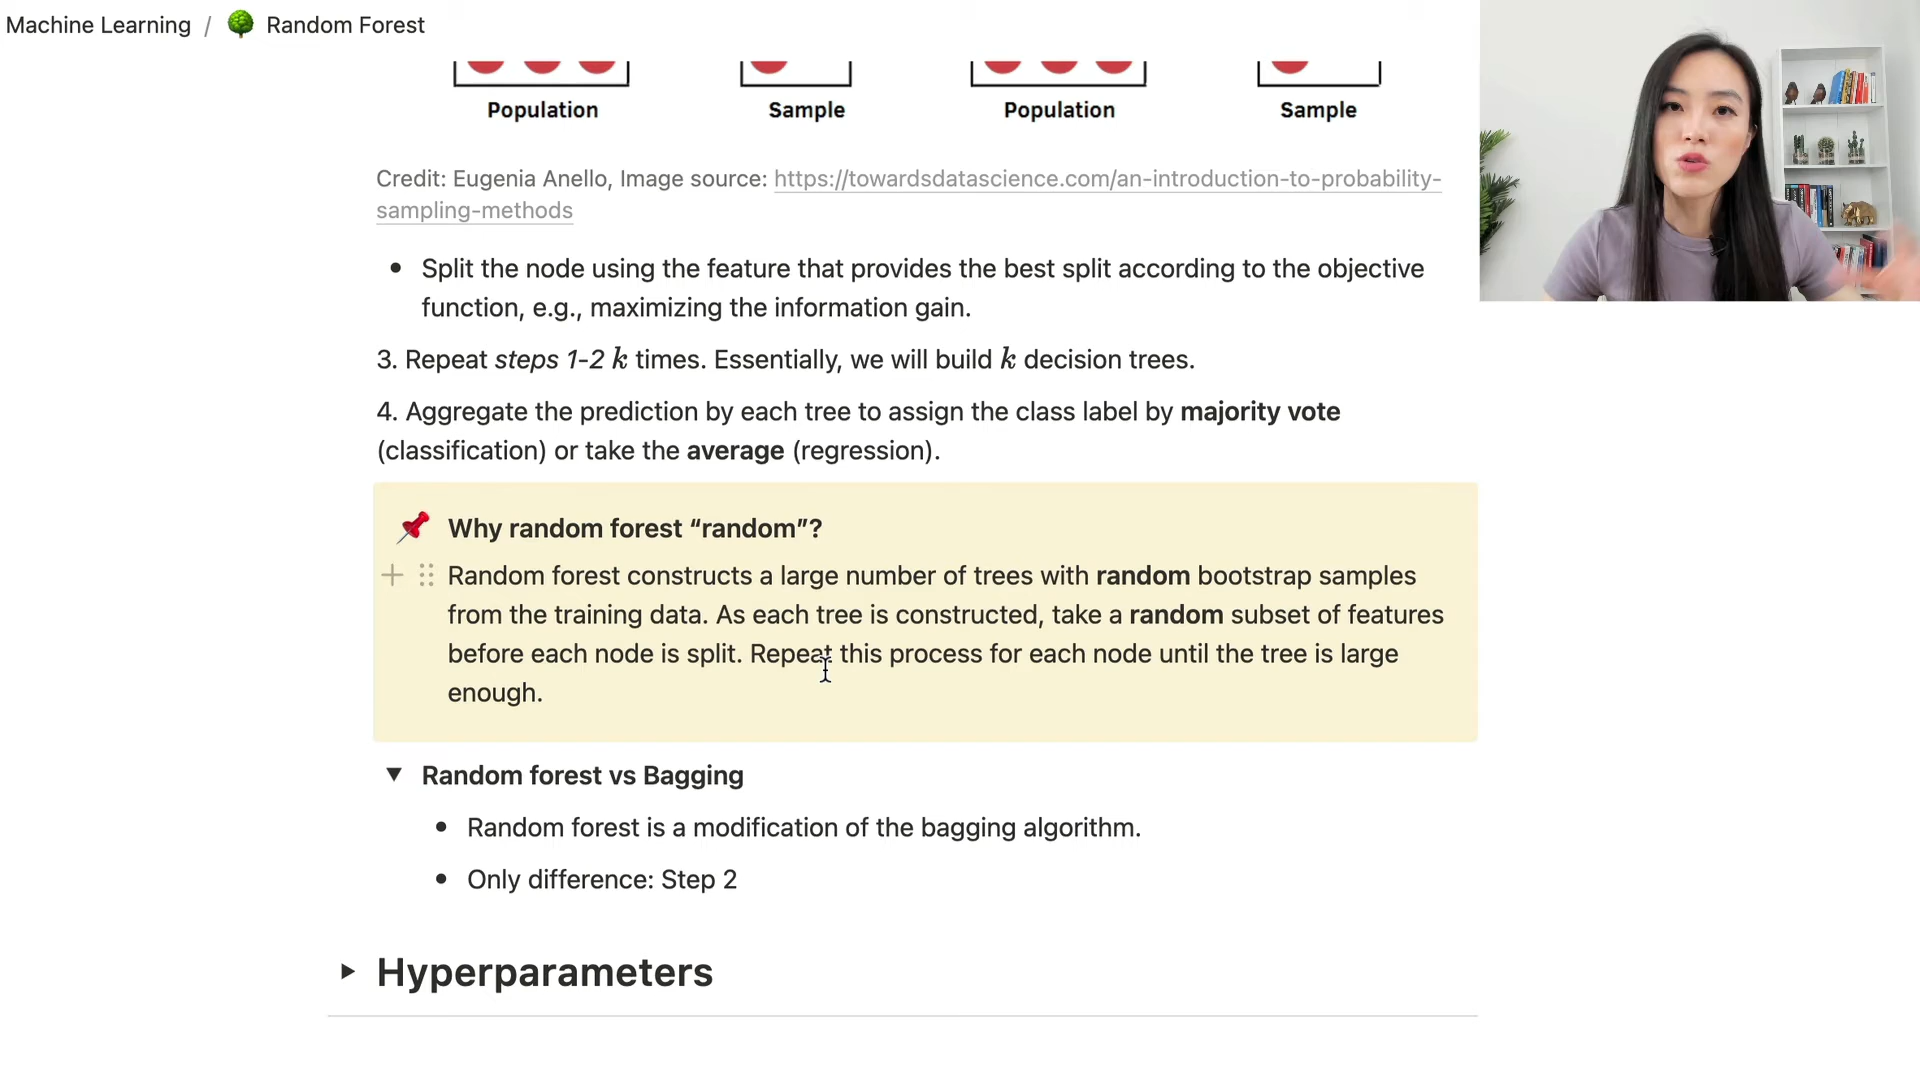 Machine Learning / Random Forest
Population Sample Population Sample
Credit: Eugenia Anello, Image source: https://towardsdatascience.com/an-introduction-to-probability-
sampling-methods
• Split the node using the feature that provides the best split according to the objective
function, e.g., maximizing the information gain.
3. Repeat steps 1-2 k times. Essentially, we will build k decision trees.
4. Aggregate the prediction by each tree to assign the class label by majority vote
(classification) or take the average (regression).
Why random forest “random”?
Random forest constructs a large number of trees with random bootstrap samples
from the training data. As each tree is constructed, take a random subset of features
before each node is split. Repeat this process for each node until the tree is large
enough.
Random forest vs Bagging
• Random forest is a modification of the bagging algorithm.
• Only difference: Step 2
Hyperparameters